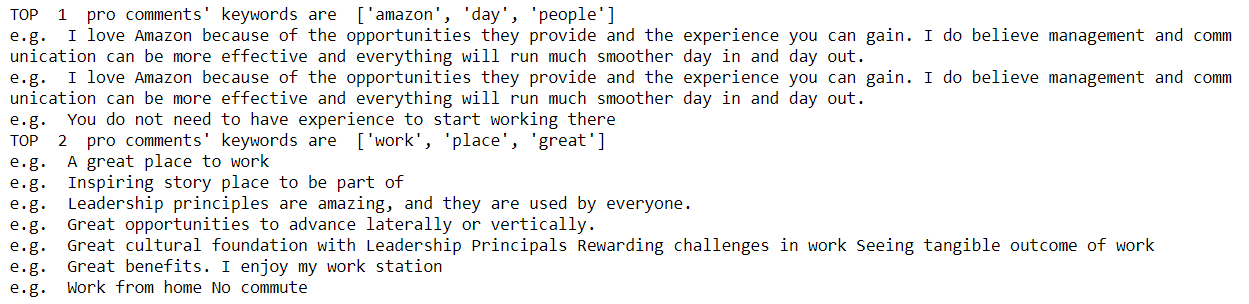 TOP  1  pro comments' keywords are  ['amazon', 'day', 'people']
e.g.  I love Amazon because of the opportunities they provide and the experience you can gain. I do believe management and comm
unication can be more effective and everything will run much smoother day in and day out.
e.g.  I love Amazon because of the opportunities they provide and the experience you can gain. I do believe management and comm
unication can be more effective and everything will run much smoother day in and day out.
e.g.  You do not need to have experience to start working there
TOP  2  pro comments' keywords are  ['work', 'place', 'great']
e.g.  A great place to work
e.g.  Inspiring story place to be part of
e.g.  Leadership principles are amazing, and they are used by everyone.
e.g.  Great opportunities to advance laterally or vertically.
e.g.  Great cultural foundation with Leadership Principals Rewarding challenges in work Seeing tangible outcome of work
e.g.  Great benefits. I enjoy my work station
e.g.  Work from home No commute